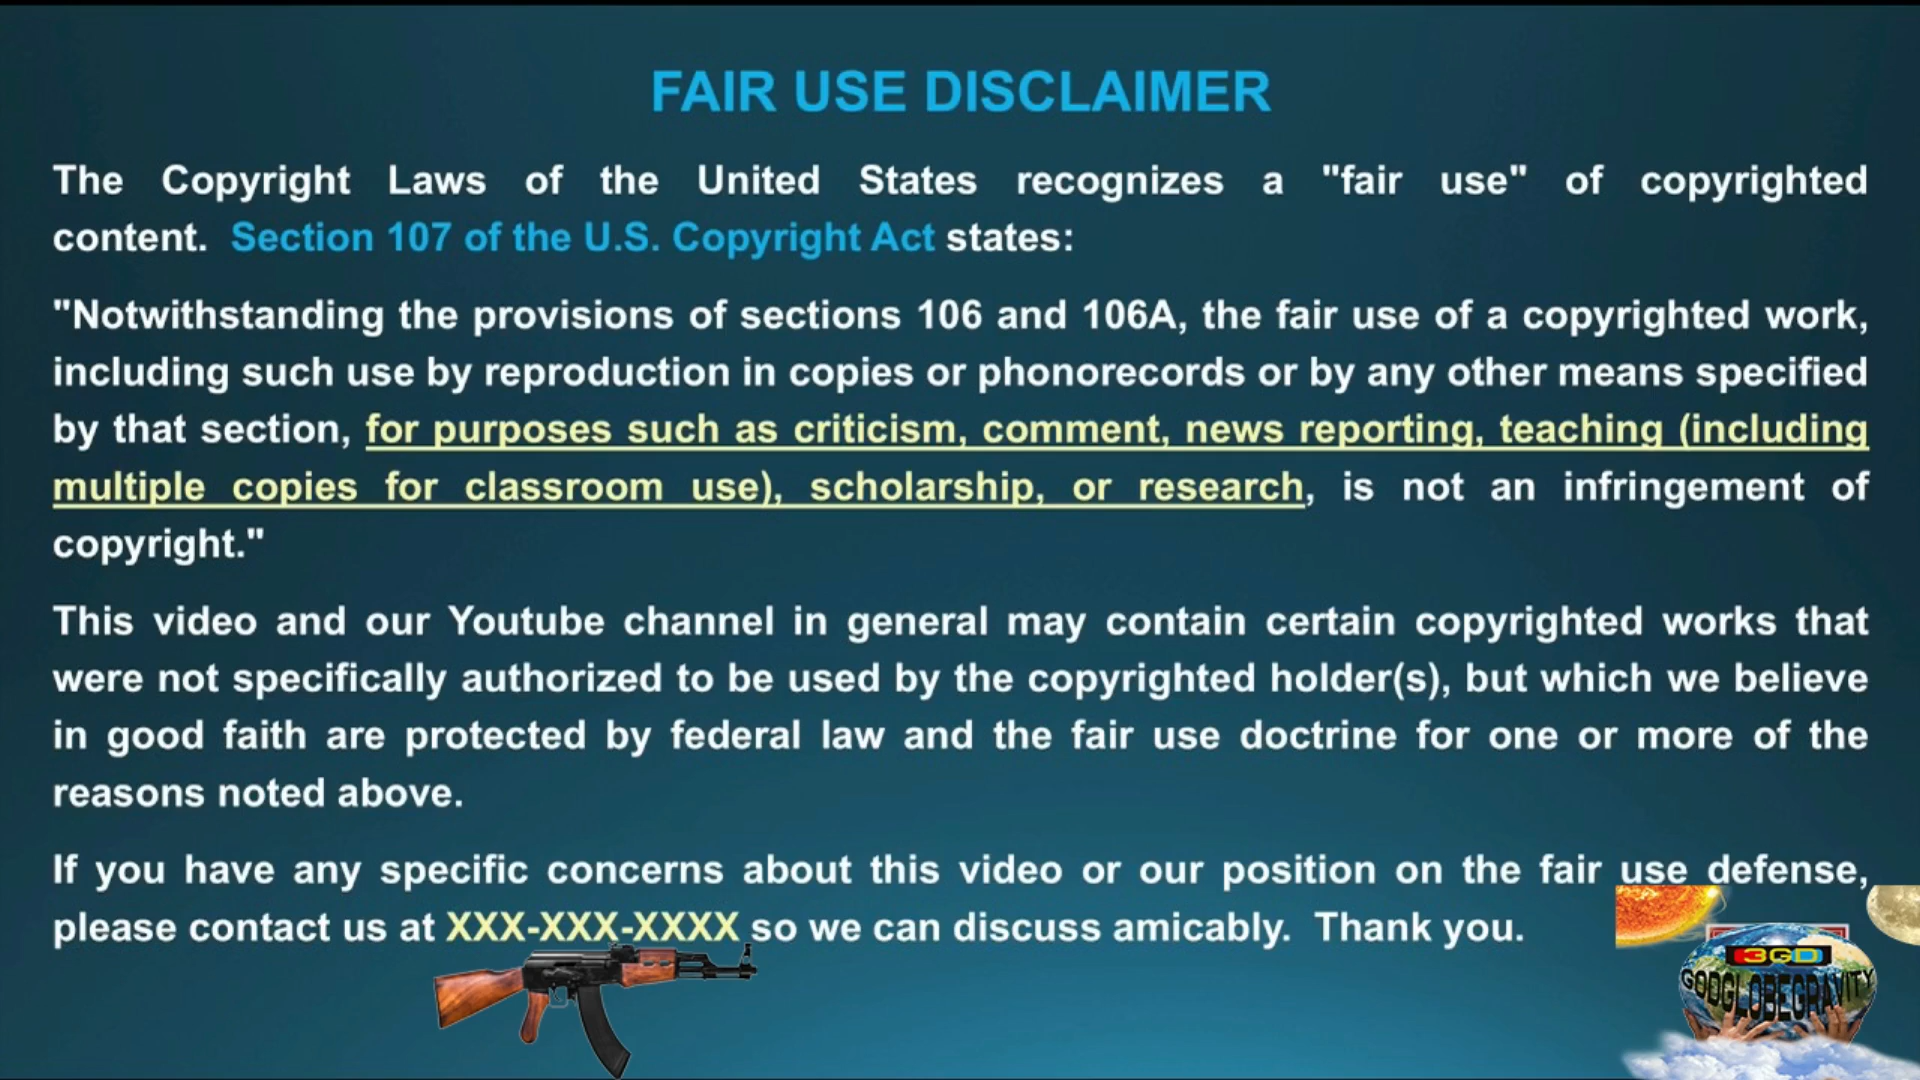 FAIR USE DISCLAIMER
The Copyright Laws of the United States recognizes a "fair use" of copyrighted
content. Section 107 of the U.S. Copyright Act states:
"Notwithstanding the provisions of sections 106 and 106A, the fair use of a copyrighted work,
including such use by reproduction in copies or phonorecords or by any other means specified
by that section, for purposes such as criticism, comment, news reporting, teaching (including
multiple copies for classroom use), scholarship, or research, is not an infringement of
copyright."
This video and our Youtube channel in general may contain certain copyrighted works that
were not specifically authorized to be used by the copyrighted holder(s), but which we believe
in good faith are protected by federal law and the fair use doctrine for one or more of the
reasons noted above.
If you have any specific concerns about this video or our position on the fair use defense,
please contact us at XXX-XXX-XXXX so we can discuss amicably. Thank you.
3GD
GODGLOBEGRAVITY